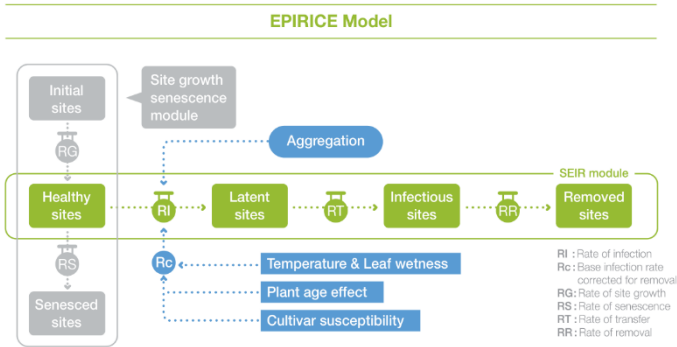 EPIRICE Model
Initial
sites
Site growth
senescence
module
RG
Aggregation
SEIR module
Healthy
sites
RI
Latent
sites
RT
Infectious
sites
RR
Removed
sites
RS
Rc
Temperature & Leaf wetness
Plant age effect
Cultivar susceptibility
Senesced
sites
RI : Rate of infection
Rc : Base infection rate
corrected for removal
RG: Rate of site growth
RS : Rate of senescence
RT : Rate of transfer
RR : Rate of removal